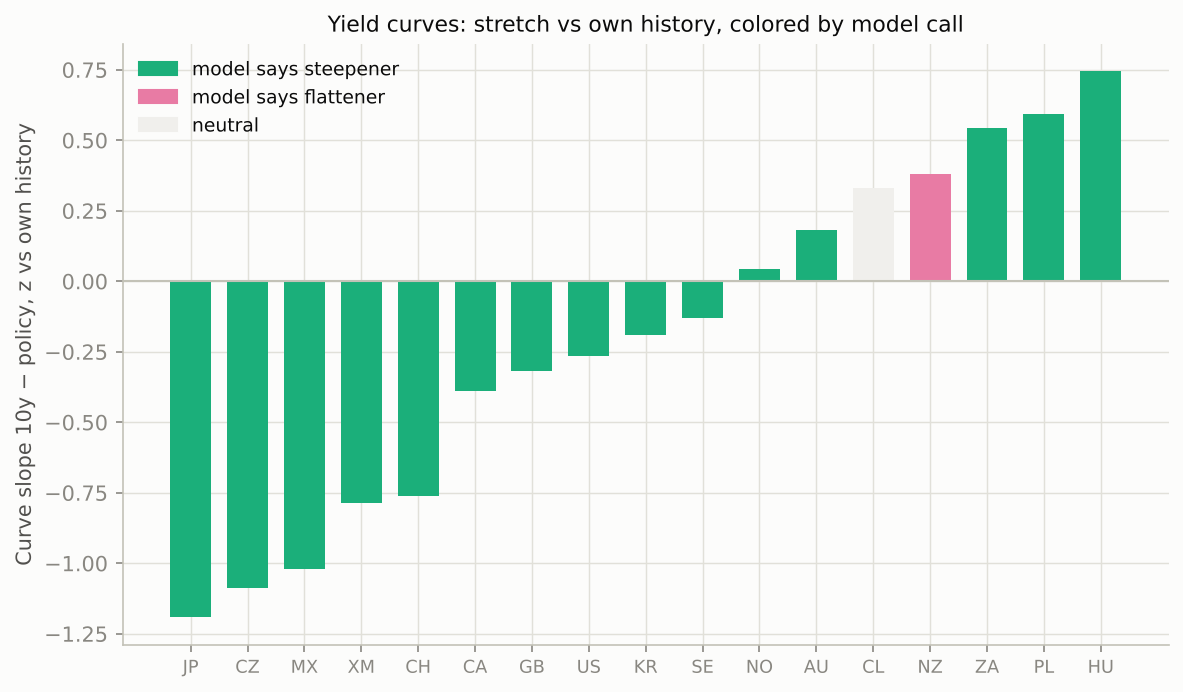 Yield curves: stretch vs own history, colored by model call
model says steepener
model says flattener
neutral
Curve slope 10y − policy, z vs own history
0.75
0.50
0.25
0.00
−0.25
−0.50
−0.75
−1.00
−1.25
JP CZ MX XM CH CA GB US KR SE NO AU CL NZ ZA PL HU